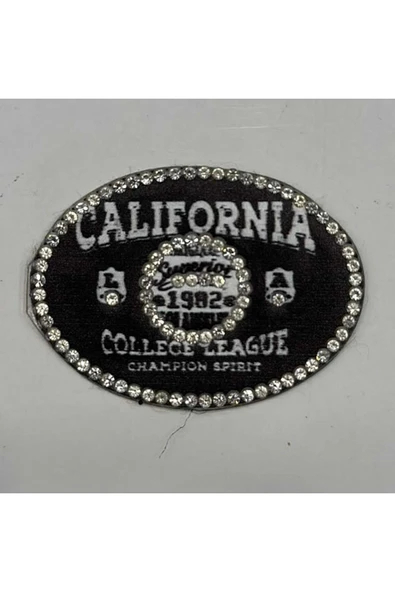 CALIFORNIA
L A
Superior
1982
COLLEGE LEAGUE
CHAMPION SPIRIT